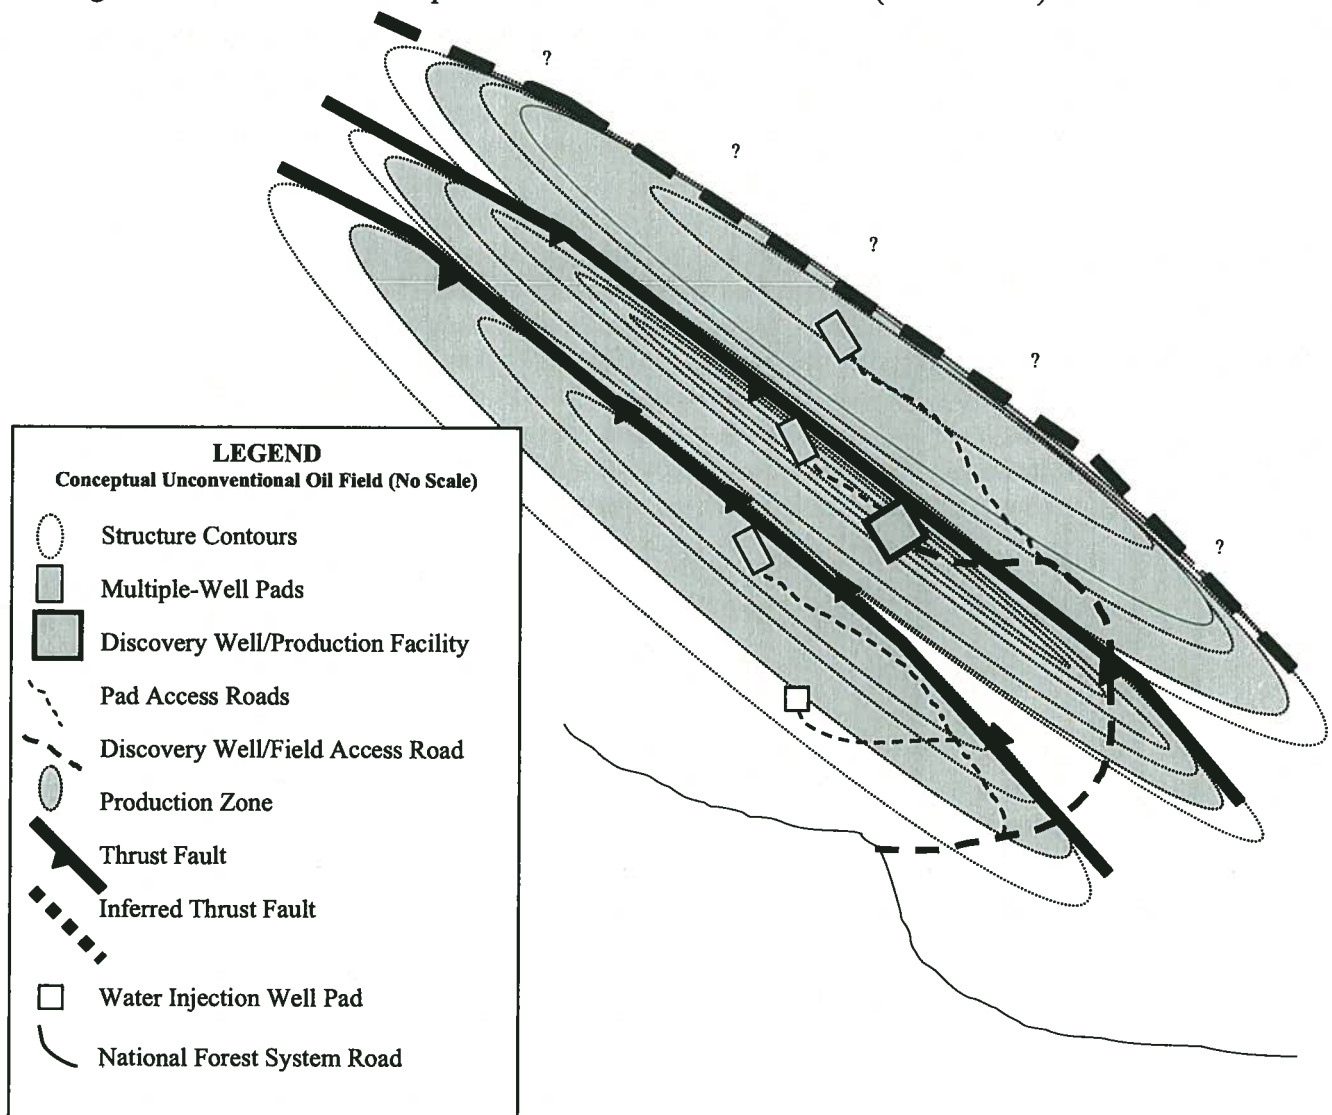 ?
?
?
?
?
LEGEND
Conceptual Unconventional Oil Field (No Scale)
Structure Contours
Multiple-Well Pads
Discovery Well/Production Facility
Pad Access Roads
Discovery Well/Field Access Road
Production Zone
Thrust Fault
Inferred Thrust Fault
Water Injection Well Pad
National Forest System Road